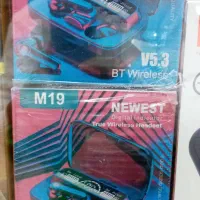 V5.3
BT Wireless
M19
NEWEST
True Wireless Headset